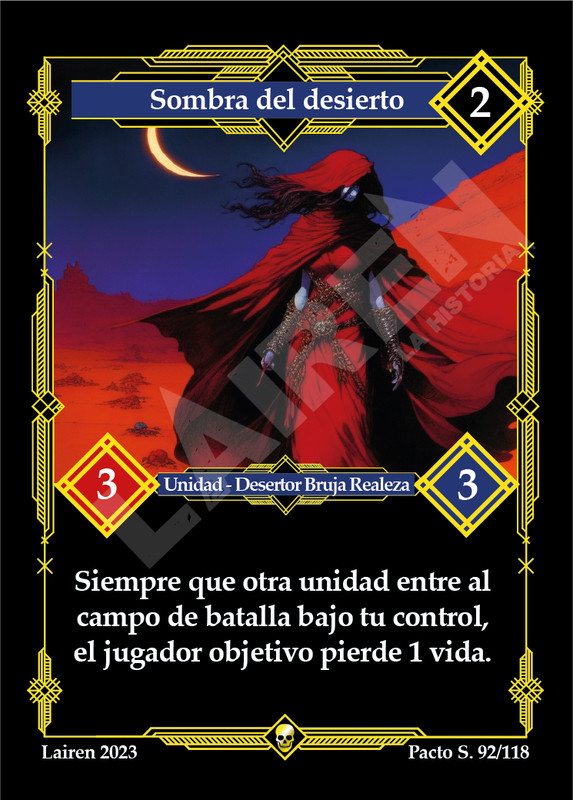 Sombra del desierto
2
LAIREN
LA HISTORIA
3
Unidad - Desertor Bruja Realeza
3
Siempre que otra unidad entre al
campo de batalla bajo tu control,
el jugador objetivo pierde 1 vida.
Lairen 2023
Pacto S. 92/118